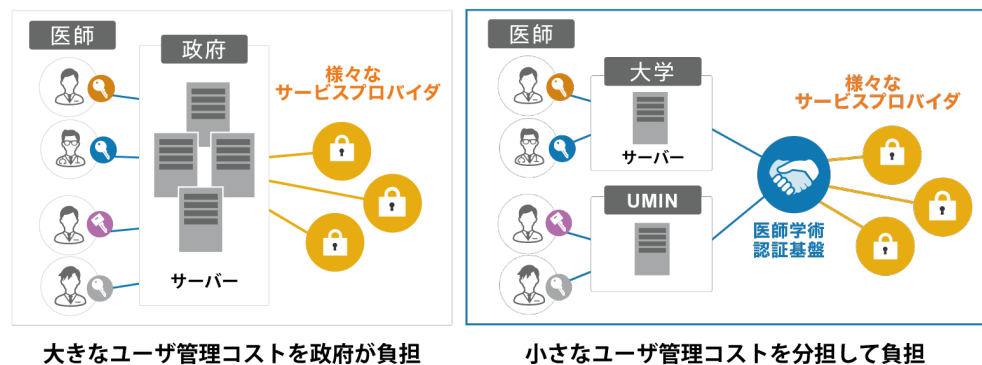 医師
政府
様々な
サービスプロバイダ
サーバー
大きなユーザ管理コストを政府が負担
医師
大学
サーバー
UMIN
様々な
サービスプロバイダ
医師学術
認証基盤
小さなユーザ管理コストを分担して負担